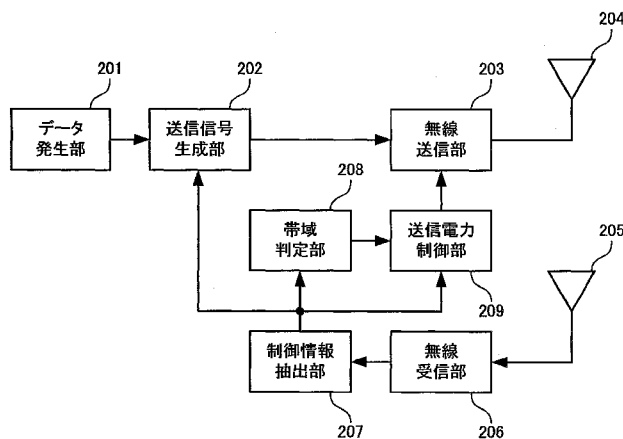 204
201
202
203
データ
発生部
送信信号
生成部
無線
送信部
208
帯域
判定部
送信電力
制御部
205
209
制御情報
抽出部
無線
受信部
207
206